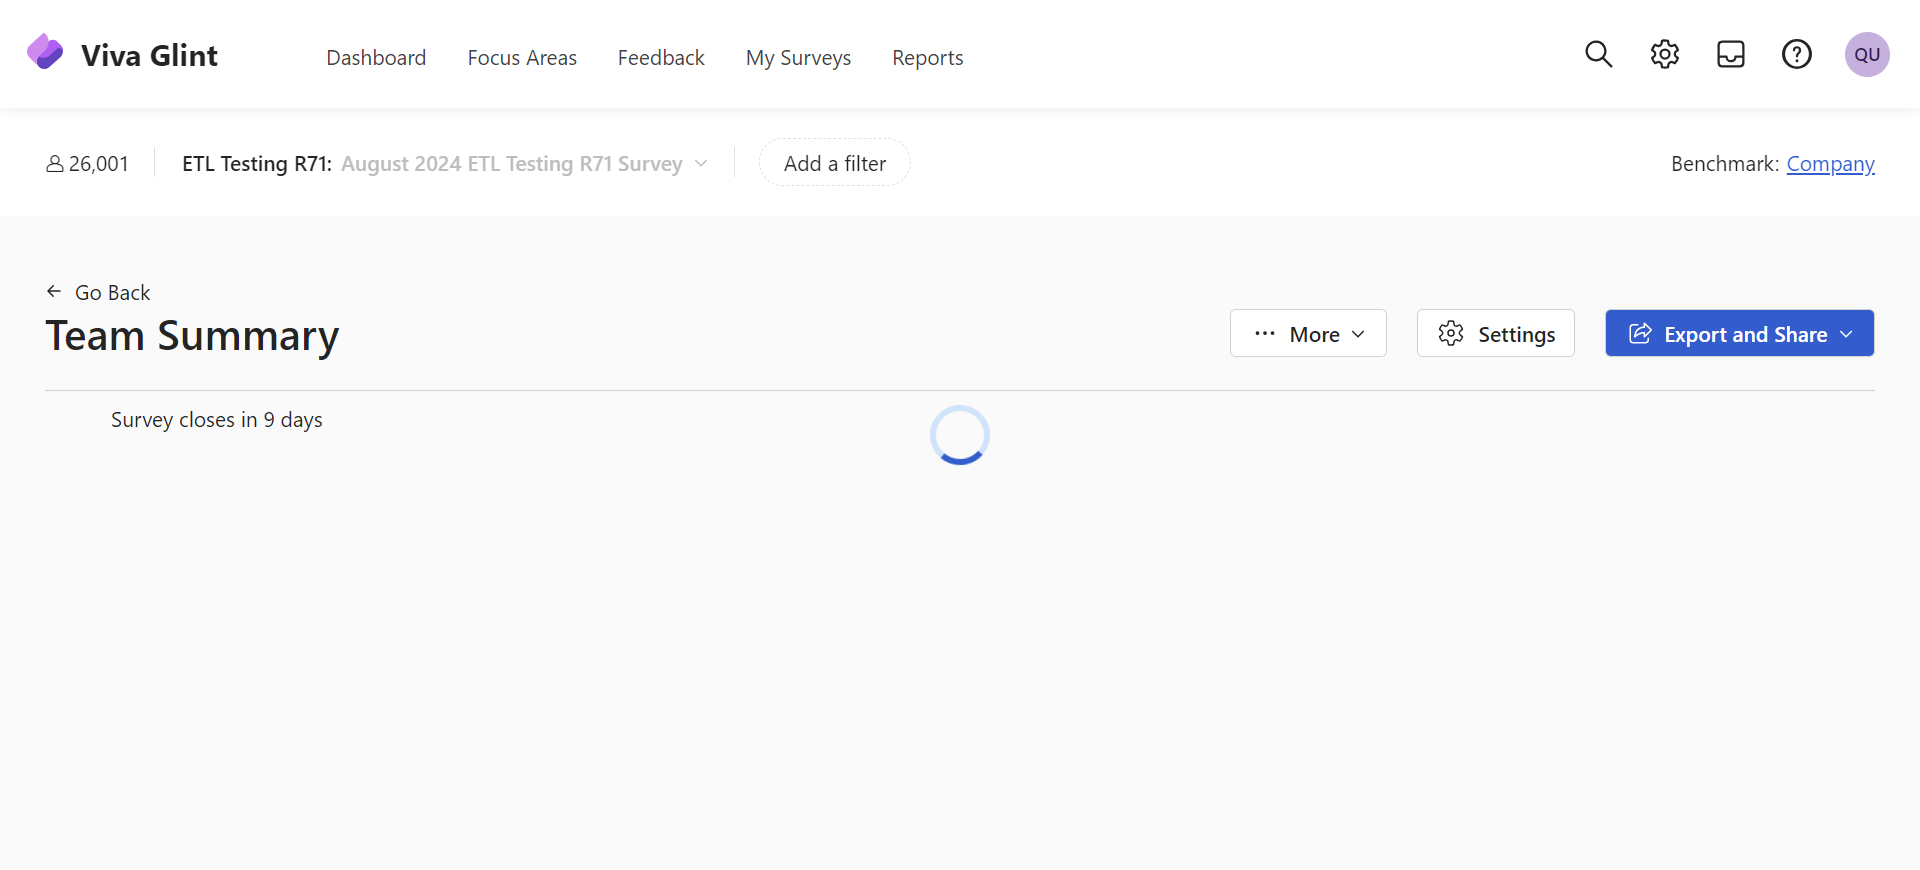 Viva Glint
Dashboard Focus Areas Feedback My Surveys Reports
QU
26,001 ETL Testing R71: August 2024 ETL Testing R71 Survey Add a filter Benchmark: Company
Go Back
Team Summary
More Settings Export and Share
Survey closes in 9 days